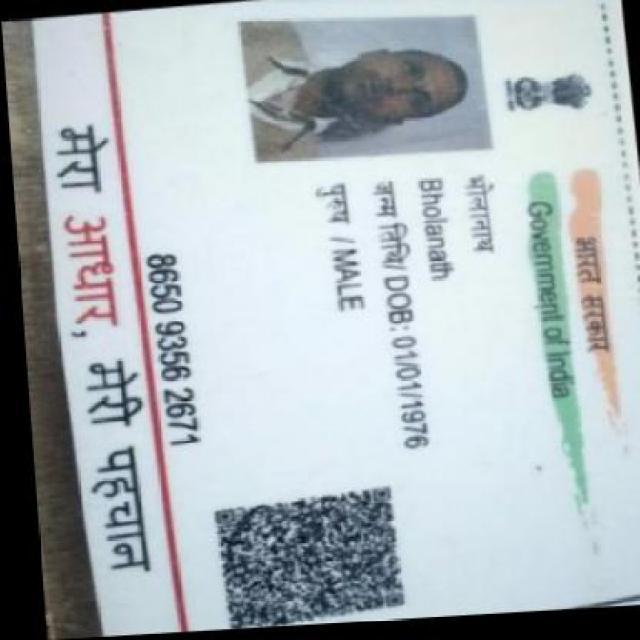 भारत सरकार
Government of India
भोलानाथ
Bholanath
जन्म तिथि/ DOB: 01/01/1976
पुरुष / MALE
8650 9356 2671
मेरा आधार, मेरी पहचान